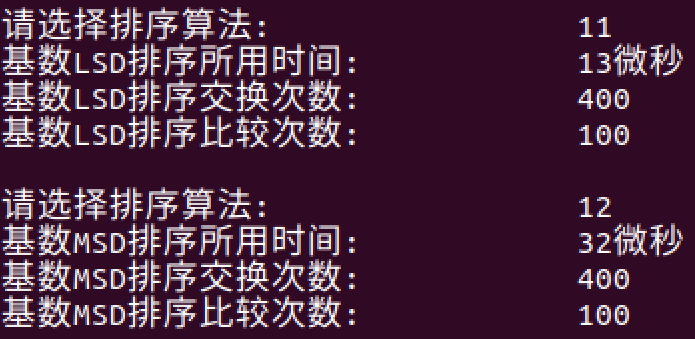 请选择排序算法: 11
基数LSD排序所用时间: 13微秒
基数LSD排序交换次数: 400
基数LSD排序比较次数: 100
请选择排序算法: 12
基数MSD排序所用时间: 32微秒
基数MSD排序交换次数: 400
基数MSD排序比较次数: 100